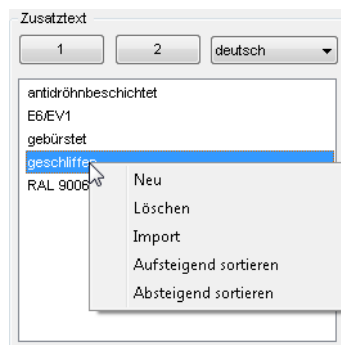 Zusatztext
1 2 deutsch
antidröhnbeschichtet
E6/EV1
gebürstet
geschliffen
RAL 9006
Neu
Löschen
Import
Aufsteigend sortieren
Absteigend sortieren